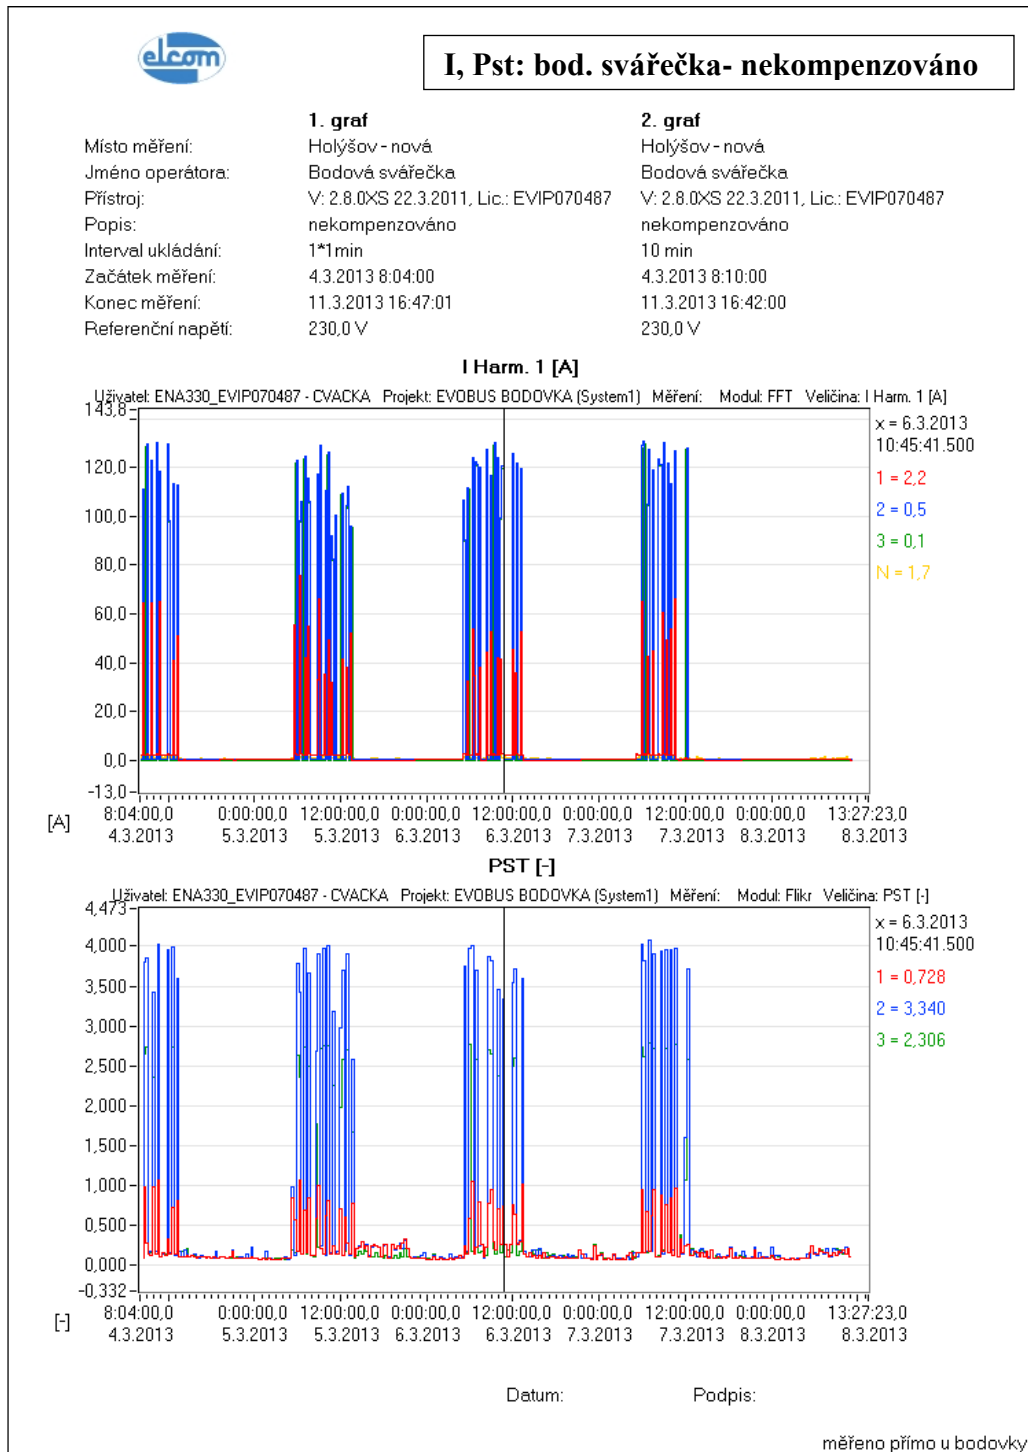 elcom
I, Pst: bod. svářečka- nekompenzováno
1. graf 2. graf
Místo měření: Holýšov - nová Holýšov - nová
Jméno operátora: Bodová svářečka Bodová svářečka
Přístroj: V: 2.8.0XS 22.3.2011, Lic.: EVIP070487 V: 2.8.0XS 22.3.2011, Lic.: EVIP070487
Popis: nekompenzováno nekompenzováno
Interval ukládání: 1*1min 10 min
Začátek měření: 4.3.2013 8:04:00 4.3.2013 8:10:00
Konec měření: 11.3.2013 16:47:01 11.3.2013 16:42:00
Referenční napětí: 230,0 V 230,0 V
I Harm. 1 [A]
Uživatel: ENA330_EVIP070487 - CVACKA Projekt: EVOBUS BODOVKA (System1) Měření: Modul: FFT Veličina: I Harm. 1 [A]
143,8
120,0
100,0
80,0
60,0
40,0
20,0
0,0
-13,0
x = 6.3.2013
10:45:41.500
1 = 2,2
2 = 0,5
3 = 0,1
N = 1,7
8:04:00,0 0:00:00,0 12:00:00,0 0:00:00,0 12:00:00,0 0:00:00,0 12:00:00,0 0:00:00,0 13:27:23,0
[A] 4.3.2013 5.3.2013 5.3.2013 6.3.2013 6.3.2013 7.3.2013 7.3.2013 8.3.2013 8.3.2013
PST [-]
Uživatel: ENA330_EVIP070487 - CVACKA Projekt: EVOBUS BODOVKA (System1) Měření: Modul: Flikr Veličina: PST [-]
4,473
4,000
3,500
3,000
2,500
2,000
1,500
1,000
0,500
0,000
-0,332
x = 6.3.2013
10:45:41.500
1 = 0,728
2 = 3,340
3 = 2,306
8:04:00,0 0:00:00,0 12:00:00,0 0:00:00,0 12:00:00,0 0:00:00,0 12:00:00,0 0:00:00,0 13:27:23,0
[-] 4.3.2013 5.3.2013 5.3.2013 6.3.2013 6.3.2013 7.3.2013 7.3.2013 8.3.2013 8.3.2013
Datum: Podpis:
měřeno přímo u bodovky